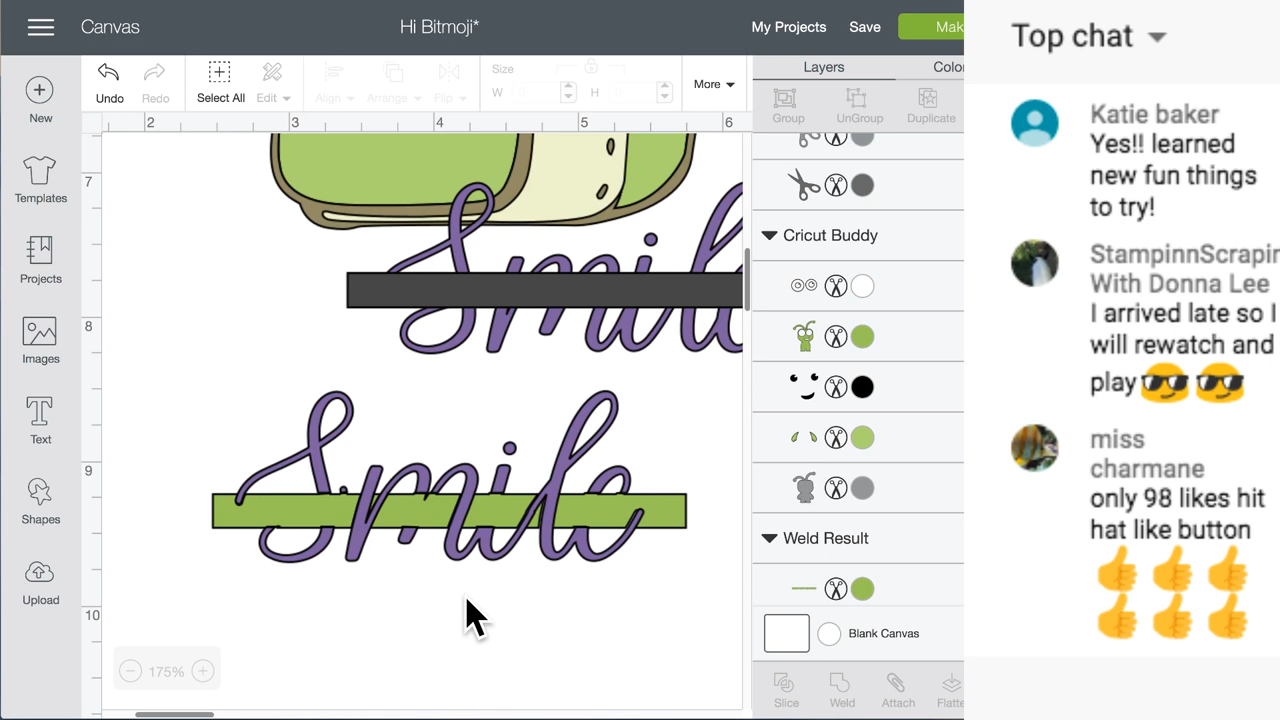 Canvas
Hi Bitmoji*
My Projects
Save
Mak
Undo
Redo
Select All
Edit
Align
Arrange
Flip
Size
W 0
H 0
More
Layers
Color
Group
UnGroup
Duplicate
New
Templates
Projects
Images
Text
Shapes
Upload
2 3 4 5 6
7
8
9
10
Smile
Smile
175%
Cricut Buddy
Weld Result
Blank Canvas
Slice
Weld
Attach
Flatte
Top chat
Katie baker
Yes!! learned
new fun things
to try!
StampinnScrapin
With Donna Lee
I arrived late so I
will rewatch and
play😎😎
miss
charmane
only 98 likes hit
hat like button
👍👍👍
👍👍👍